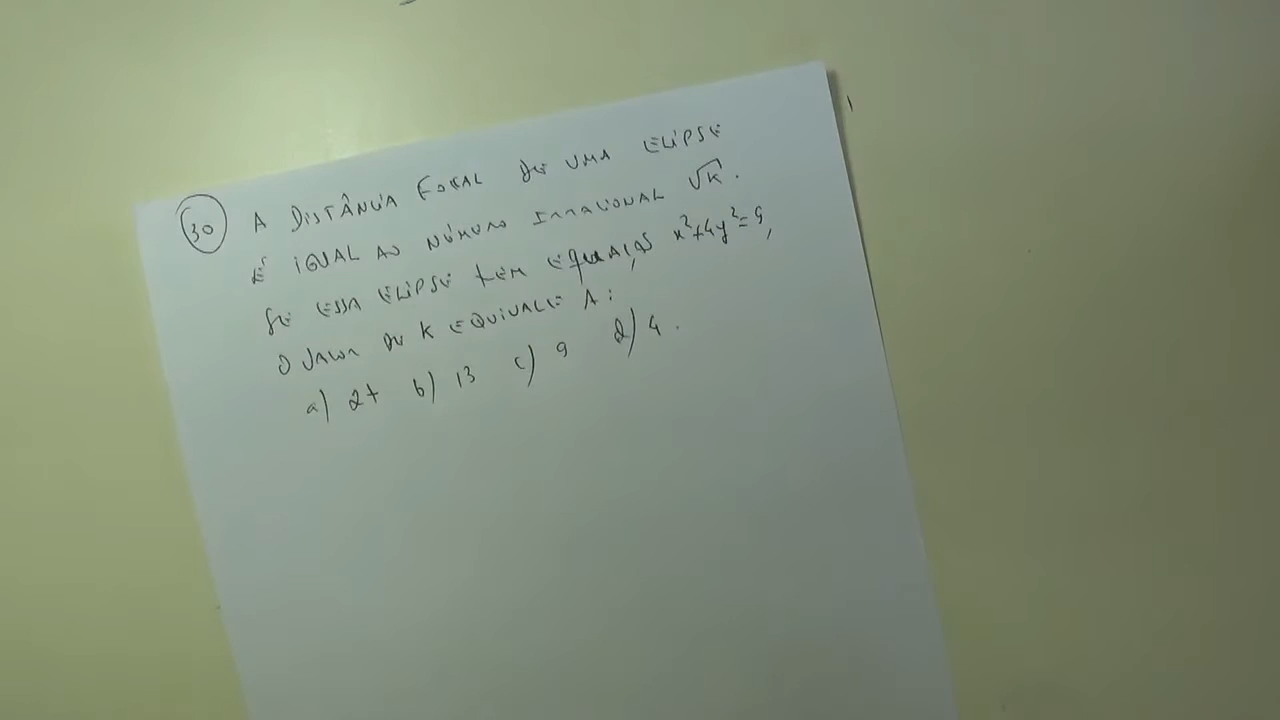 30 A DISTÂNCIA FOCAL DE UMA ELIPSE
É IGUAL AO NÚMERO IRRACIONAL √K.
SE ESSA ELIPSE TEM EQUAÇÃO x²+4y²=9,
O VALOR DE K EQUIVALE A:
a) 27 b) 13 c) 9 d) 4.